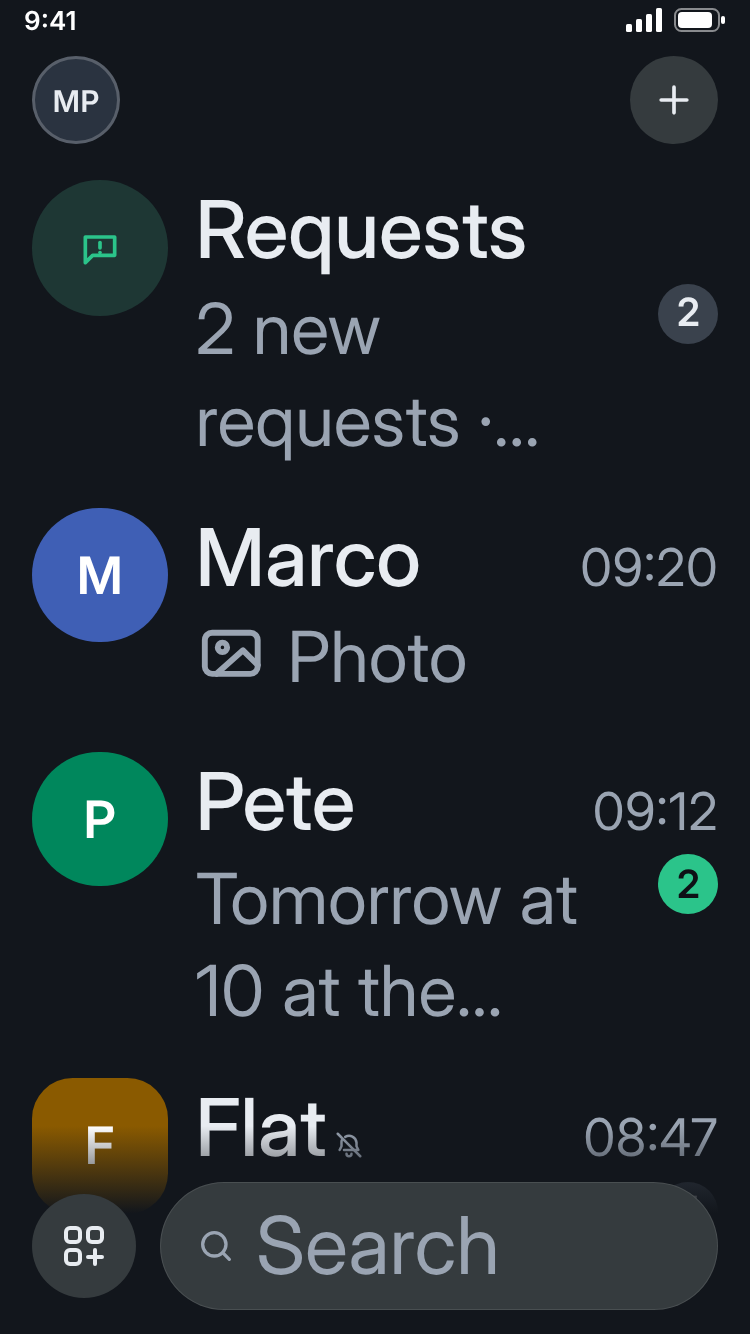 9:41
MP
Requests
2 new
2
requests ·...
M
Marco
09:20
Photo
P
Pete
09:12
Tomorrow at
2
10 at the...
F
Flat
08:47
Search